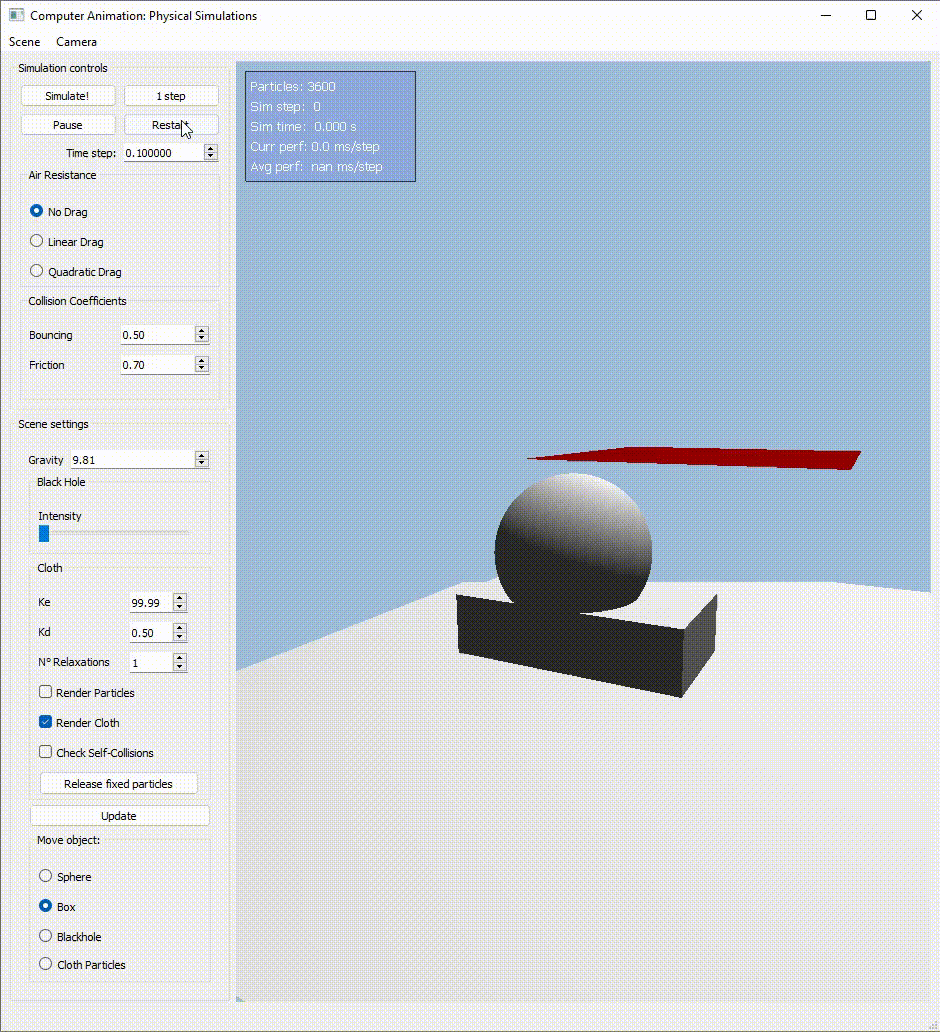 Computer Animation: Physical Simulations
Scene Camera
Simulation controls
Simulate! 1 step
Pause Restart
Time step: 0.100000
Air Resistance
No Drag
Linear Drag
Quadratic Drag
Collision Coefficients
Bouncing 0.50
Friction 0.70
Scene settings
Gravity 9.81
Black Hole
Intensity
Cloth
Ke 99.99
Kd 0.50
Nº Relaxations 1
Render Particles
Render Cloth
Check Self-Collisions
Release fixed particles
Update
Move object:
Sphere
Box
Blackhole
Cloth Particles
Particles: 3600
Sim step: 0
Sim time: 0.000 s
Curr perf: 0.0 ms/step
Avg perf: nan ms/step